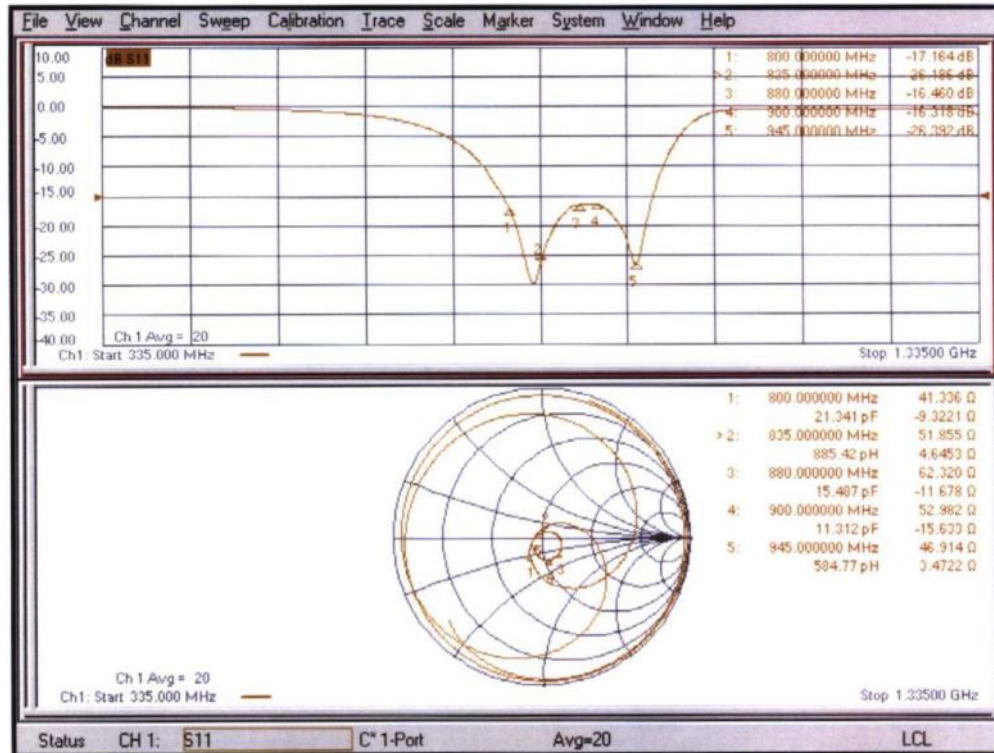 File View Channel Sweep Calibration Trace Scale Marker System Window Help
dB S11
10.00
5.00
0.00
-5.00
-10.00
-15.00
-20.00
-25.00
-30.00
-35.00
-40.00
1: 800.000000 MHz -17.164 dB
>2: 835.000000 MHz -26.186 dB
3: 880.000000 MHz -16.460 dB
4: 900.000000 MHz -16.318 dB
5: 945.000000 MHz -26.392 dB
1
2
3
4
5
Ch 1 Avg = 20
Ch1: Start 335.000 MHz
Stop 1.33500 GHz
1: 800.000000 MHz 41.336 Ω
21.341 pF -9.3221 Ω
>2: 835.000000 MHz 51.855 Ω
885.42 pH 4.6453 Ω
3: 880.000000 MHz 62.320 Ω
15.487 pF -11.678 Ω
4: 900.000000 MHz 52.982 Ω
11.312 pF -15.633 Ω
5: 945.000000 MHz 46.914 Ω
584.77 pH 3.4722 Ω
1
2
3
Ch 1 Avg = 20
Ch1: Start 335.000 MHz
Stop 1.33500 GHz
Status CH 1: S11 C* 1-Port Avg=20 LCL